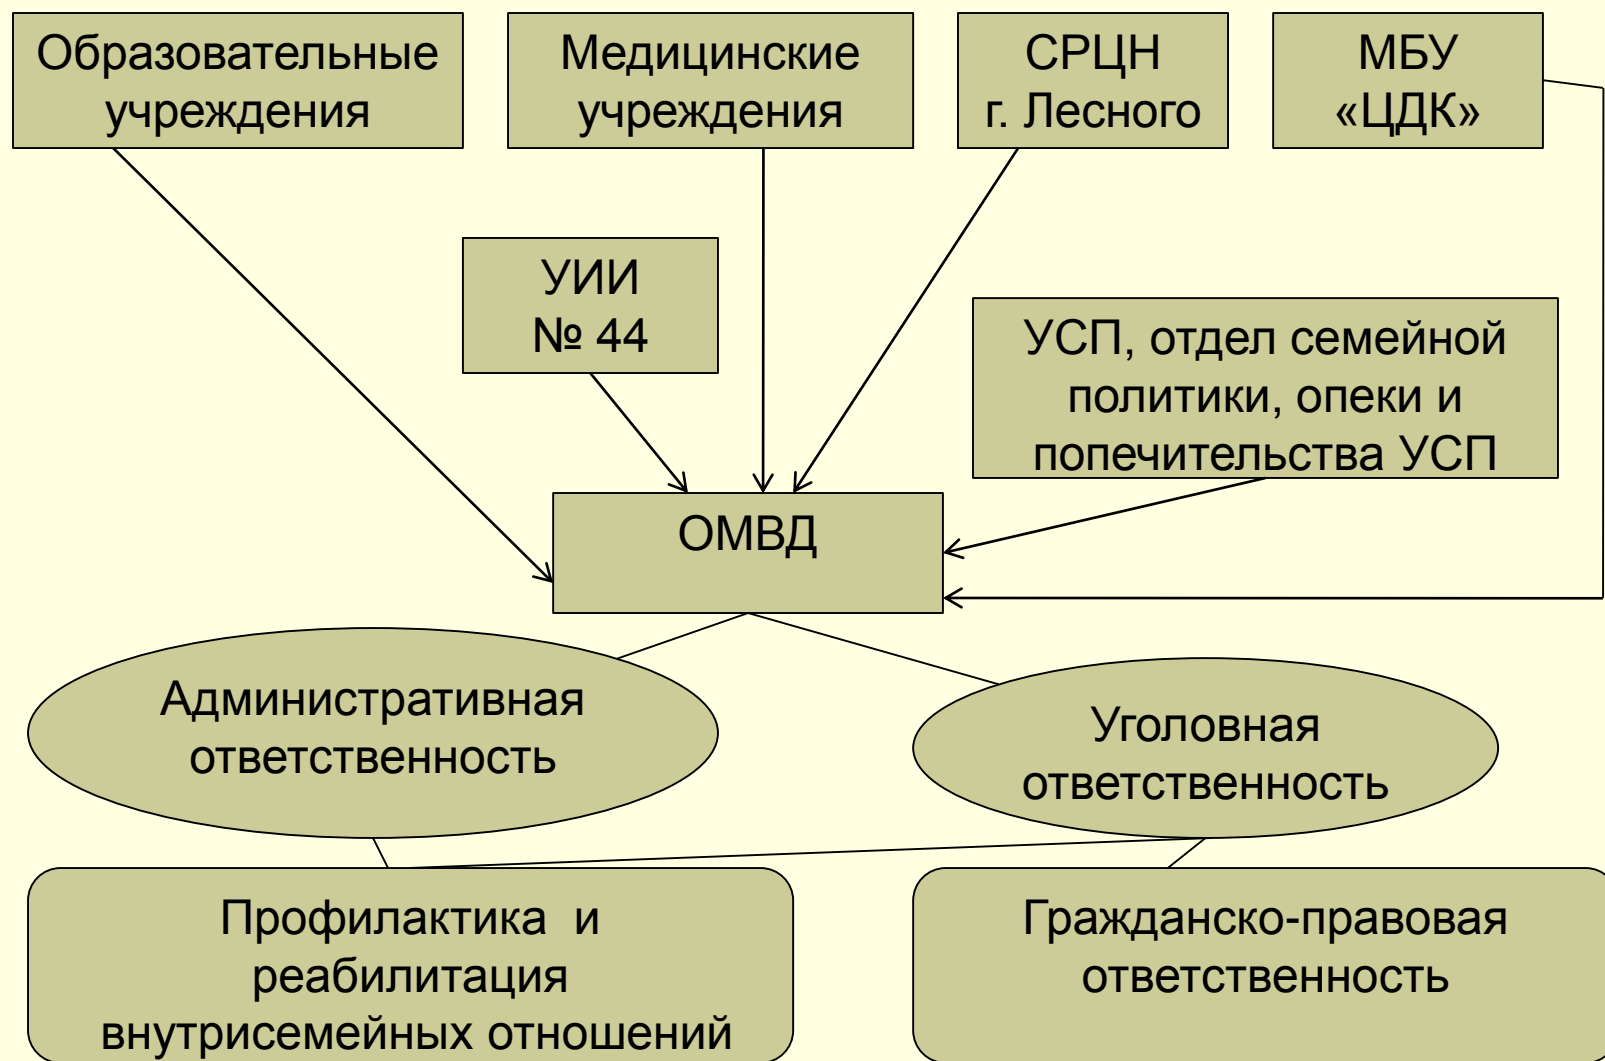 Образовательные
учреждения
Медицинские
учреждения
СРЦН
г. Лесного
МБУ
«ЦДК»
УИИ
№ 44
УСП, отдел семейной
политики, опеки и
попечительства УСП
ОМВД
Административная
ответственность
Уголовная
ответственность
Профилактика и
реабилитация
внутрисемейных отношений
Гражданско-правовая
ответственность